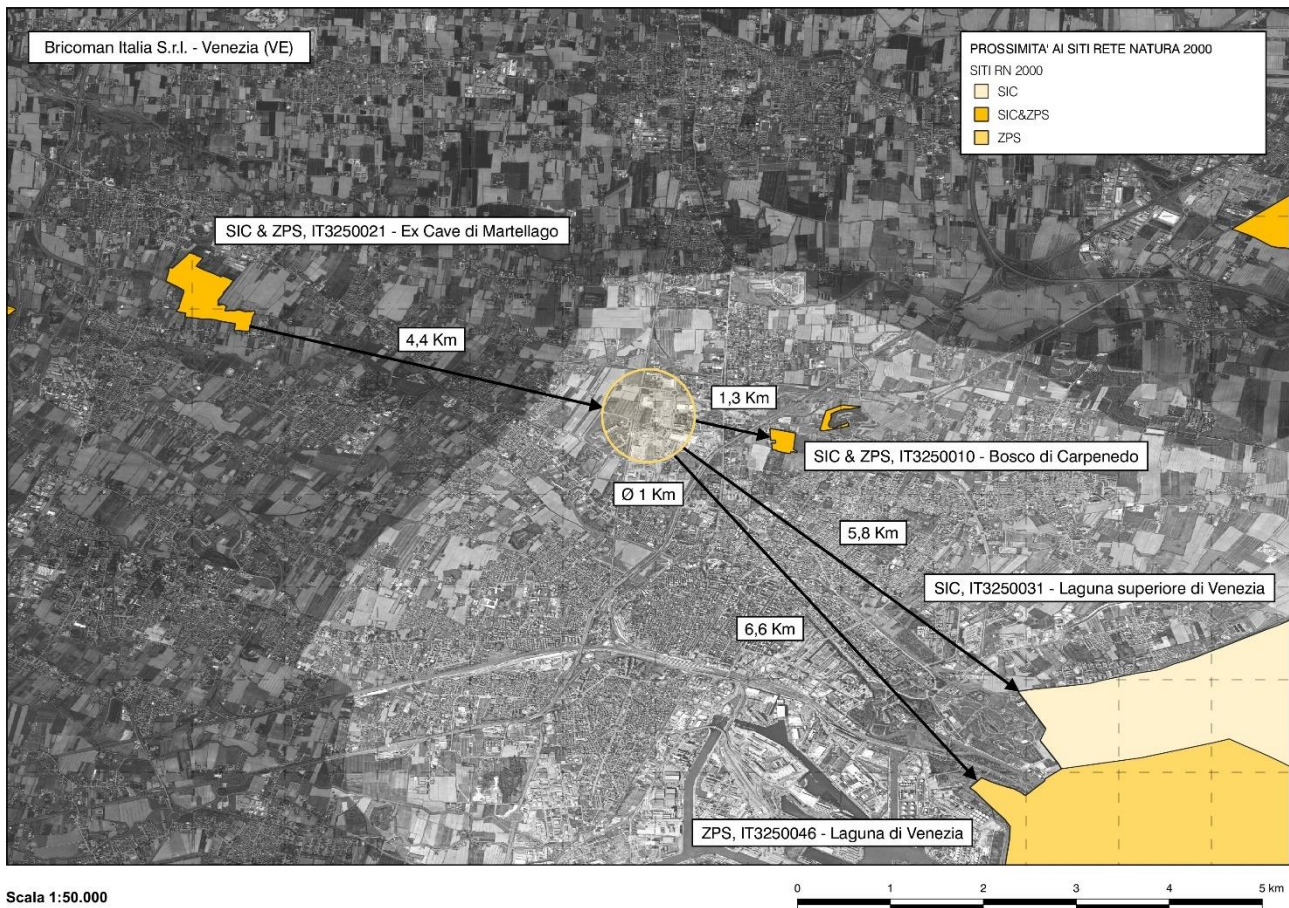 Bricoman Italia S.r.l. - Venezia (VE)
PROSSIMITA' AI SITI RETE NATURA 2000
SITI RN 2000
SIC
SIC&ZPS
ZPS
SIC & ZPS, IT3250021 - Ex Cave di Martellago
4,4 Km
1,3 Km
SIC & ZPS, IT3250010 - Bosco di Carpenedo
Ø 1 Km
5,8 Km
SIC, IT3250031 - Laguna superiore di Venezia
6,6 Km
ZPS, IT3250046 - Laguna di Venezia
Scala 1:50.000
0 1 2 3 4 5 km